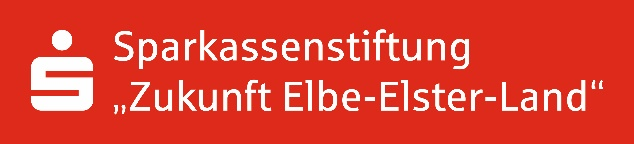 Sparkassenstiftung
„Zukunft Elbe-Elster-Land“